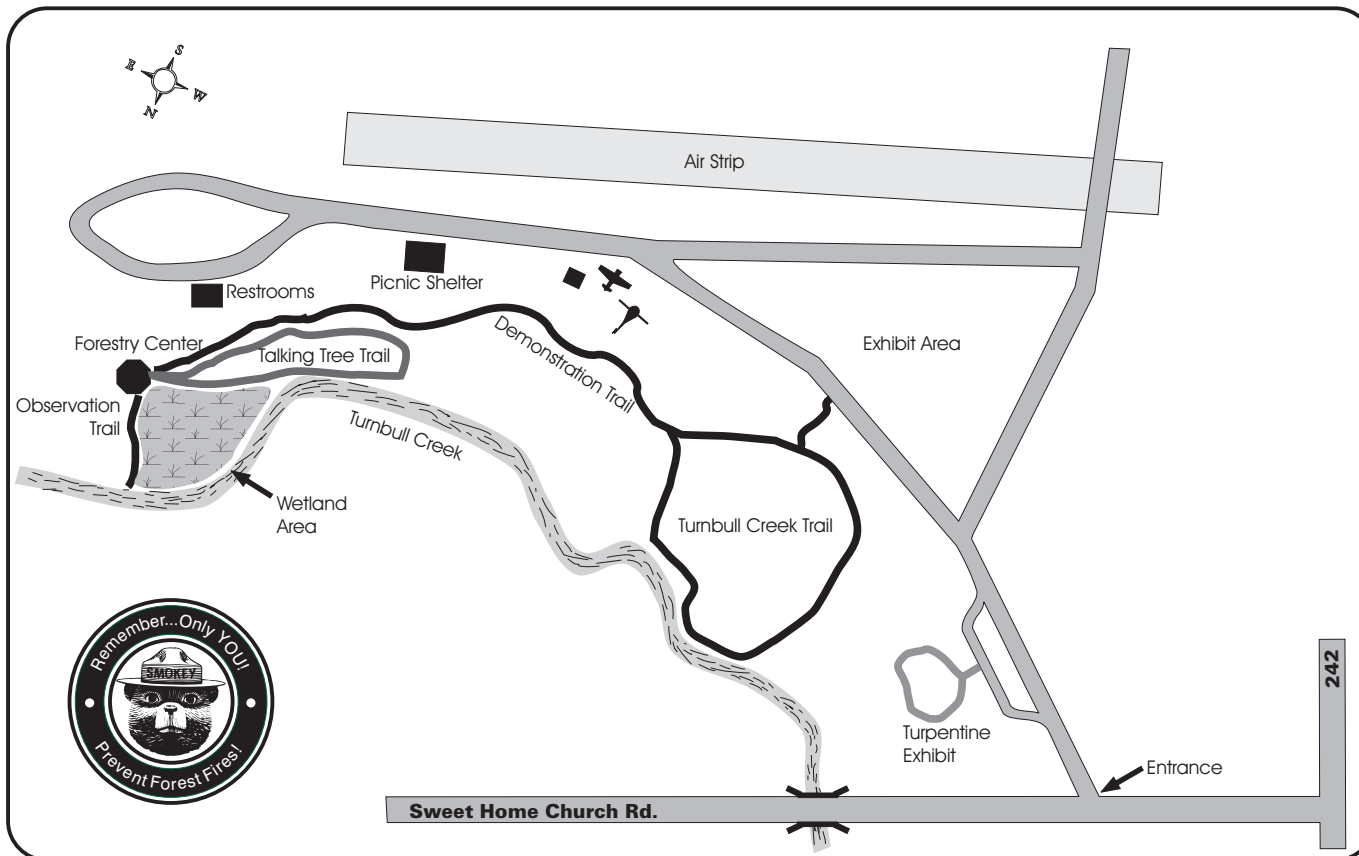 S
E
W
N
Air Strip
Picnic Shelter
Restrooms
Exhibit Area
Forestry Center
Talking Tree Trail
Demonstration Trail
Observation
Trail
Turnbull Creek
Wetland
Area
Turnbull Creek Trail
Remember...Only YOU!
SMOKEY
Prevent Forest Fires!
Turpentine
Exhibit
242
Entrance
Sweet Home Church Rd.